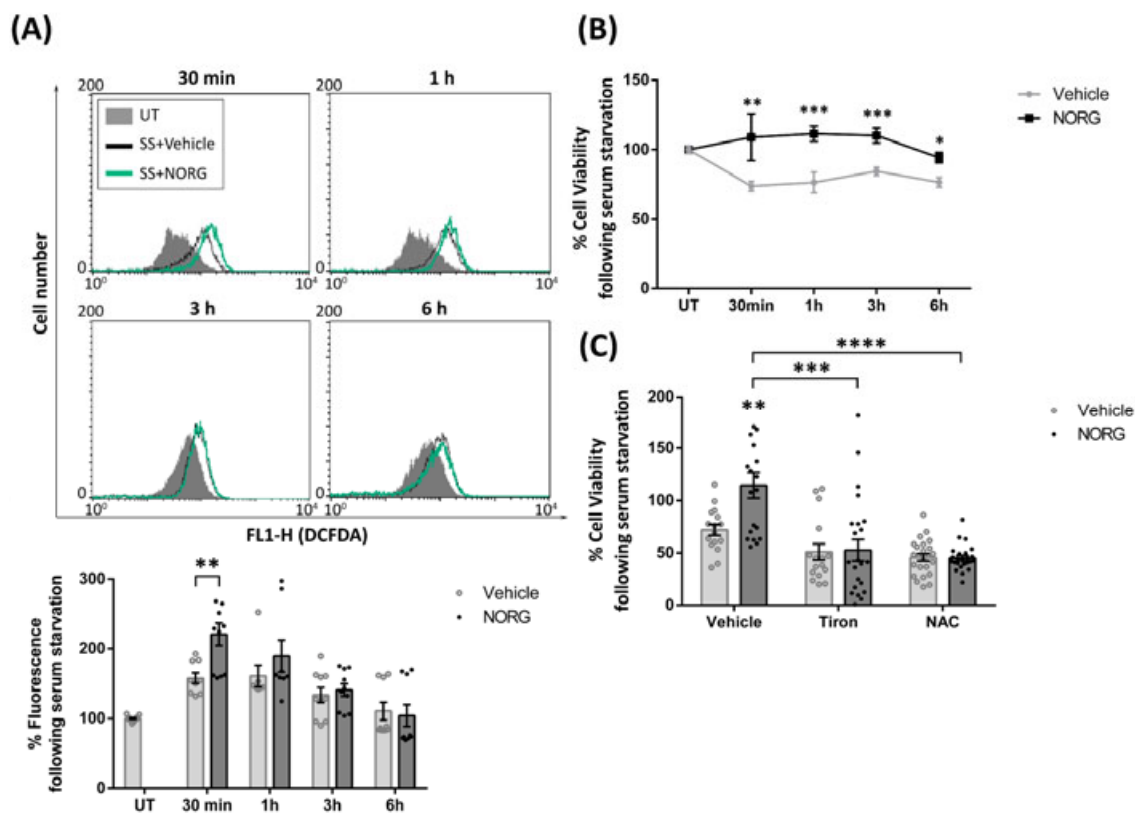 (A)
30 min
1 h
200
200
UT
SS+Vehicle
SS+NORG
0
0
10⁰
10⁴
10⁰
10⁴
3 h
6 h
200
200
0
0
10⁰
10⁴
10⁰
10⁴
Cell number
FL1-H (DCFDA)
% Fluorescence
following serum starvation
300
200
100
0
**
Vehicle
NORG
UT
30 min
1h
3h
6h
(B)
% Cell Viability
following serum starvation
150
100
50
0
**
***
***
*
Vehicle
NORG
UT
30min
1h
3h
6h
(C)
% Cell Viability
following serum starvation
200
150
100
50
0
****
***
**
Vehicle
NORG
Vehicle
Tiron
NAC